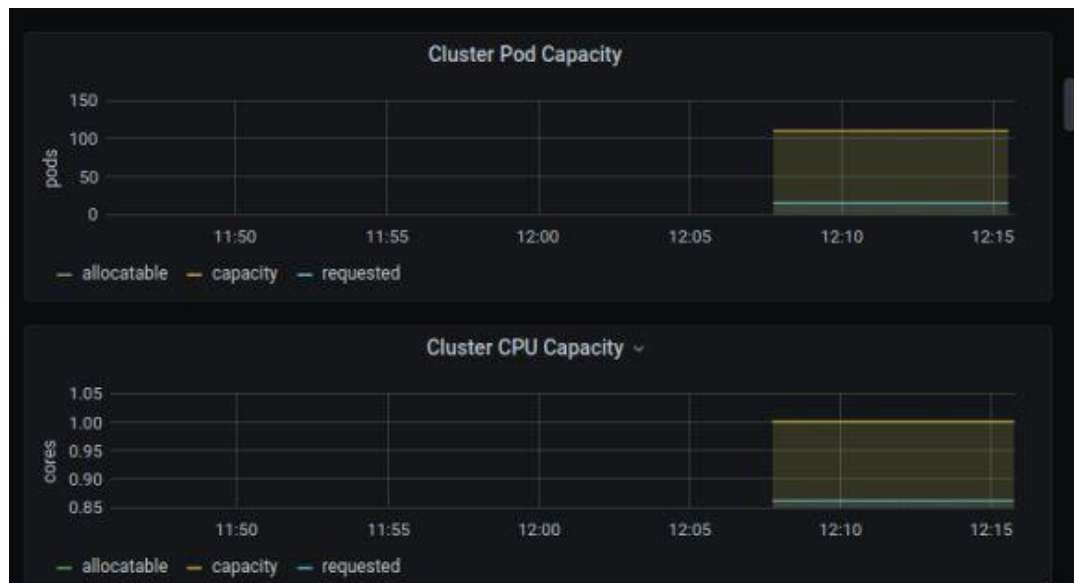 Cluster Pod Capacity
150
100
50
0
pods
11:50 11:55 12:00 12:05 12:10 12:15
allocatable capacity requested
Cluster CPU Capacity
1.05
1.00
0.95
0.90
0.85
cores
11:50 11:55 12:00 12:05 12:10 12:15
allocatable capacity requested